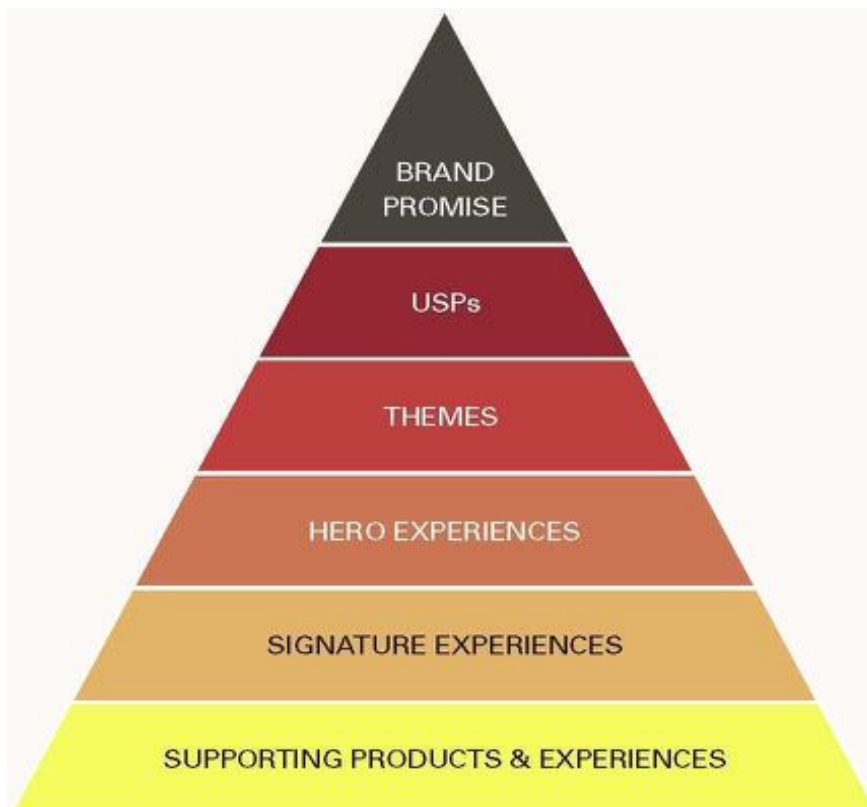 BRAND
PROMISE
USPs
THEMES
HERO EXPERIENCES
SIGNATURE EXPERIENCES
SUPPORTING PRODUCTS & EXPERIENCES